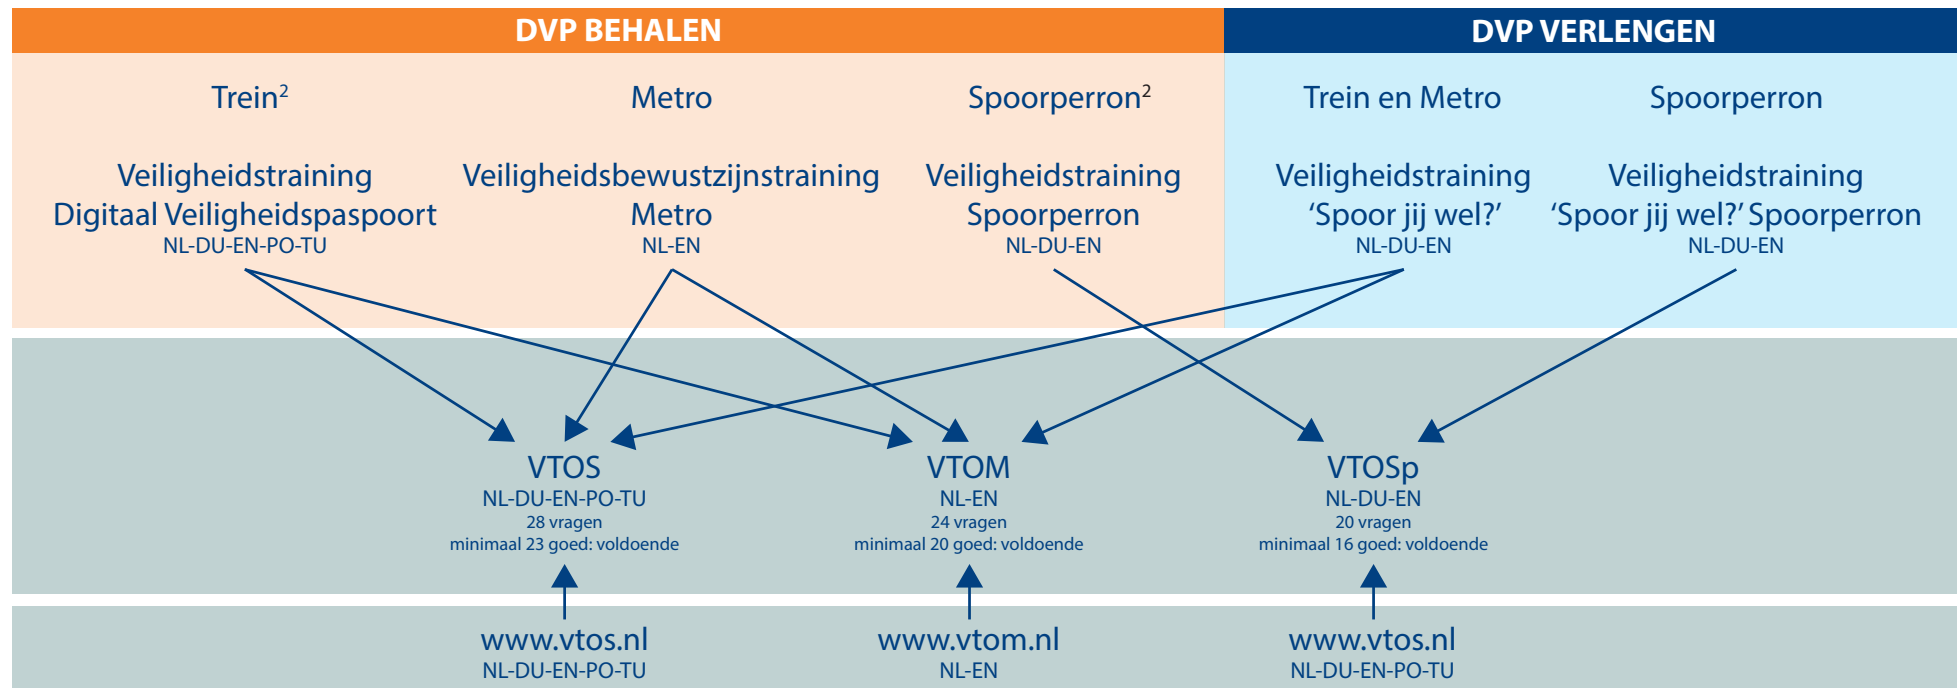 DVP BEHALEN
DVP VERLENGEN
Trein²
Metro
Spoorperron²
Trein en Metro
Spoorperron
Veiligheidstraining
Digitaal Veiligheidspaspoort
NL-DU-EN-PO-TU
Veiligheidsbewustzijnstraining
Metro
NL-EN
Veiligheidstraining
Spoorperron
NL-DU-EN
Veiligheidstraining
‘Spoor jij wel?’
NL-DU-EN
Veiligheidstraining
‘Spoor jij wel?’ Spoorperron
NL-DU-EN
VTOS
NL-DU-EN-PO-TU
28 vragen
minimaal 23 goed: voldoende
VTOM
NL-EN
24 vragen
minimaal 20 goed: voldoende
VTOSp
NL-DU-EN
20 vragen
minimaal 16 goed: voldoende
www.vtos.nl
NL-DU-EN-PO-TU
www.vtom.nl
NL-EN
www.vtos.nl
NL-DU-EN-PO-TU